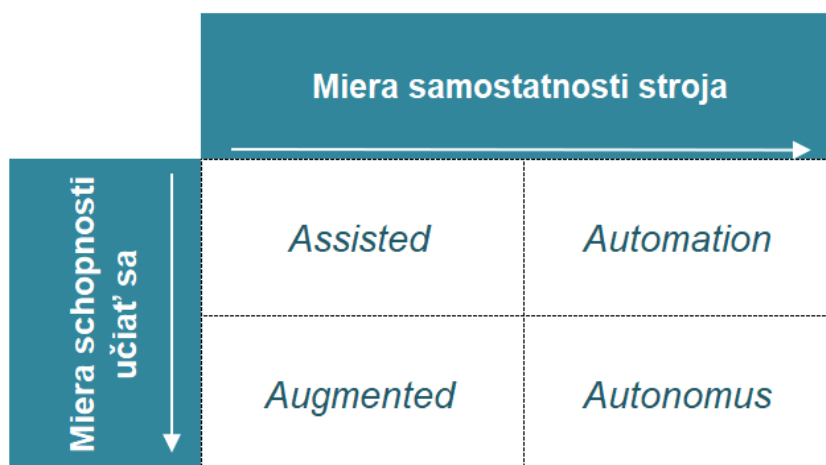 Miera samostatnosti stroja
Miera schopnosti
učiať sa
Assisted
Automation
Augmented
Autonomus